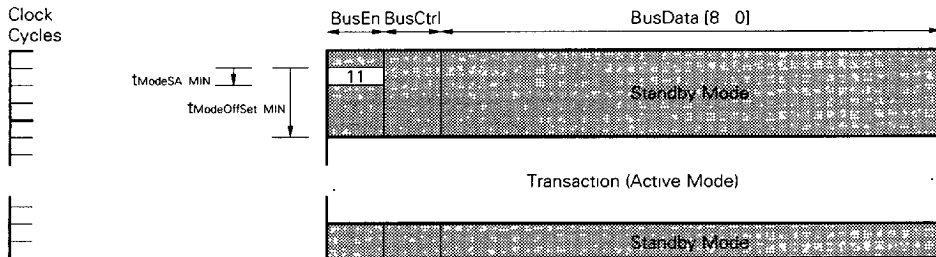 Clock
Cycles
BusEn BusCtrl BusData [8 0]
tModeSA MIN
11
Standby Mode
tModeOffSet MIN
Transaction (Active Mode)
Standby Mode